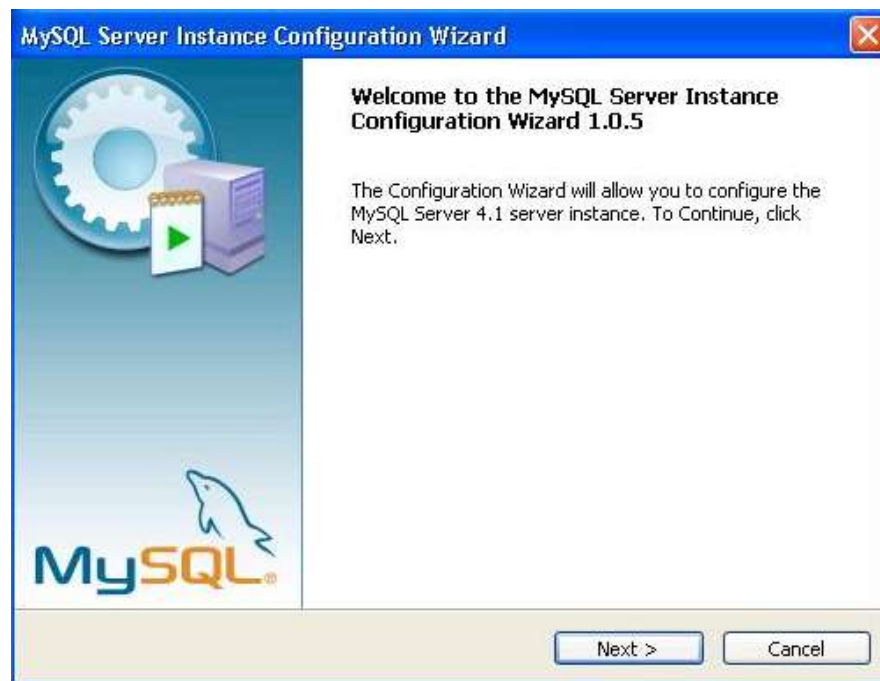 MySQL Server Instance Configuration Wizard
Welcome to the MySQL Server Instance
Configuration Wizard 1.0.5
The Configuration Wizard will allow you to configure the
MySQL Server 4.1 server instance. To Continue, click
Next.
MySQL®
Next >
Cancel